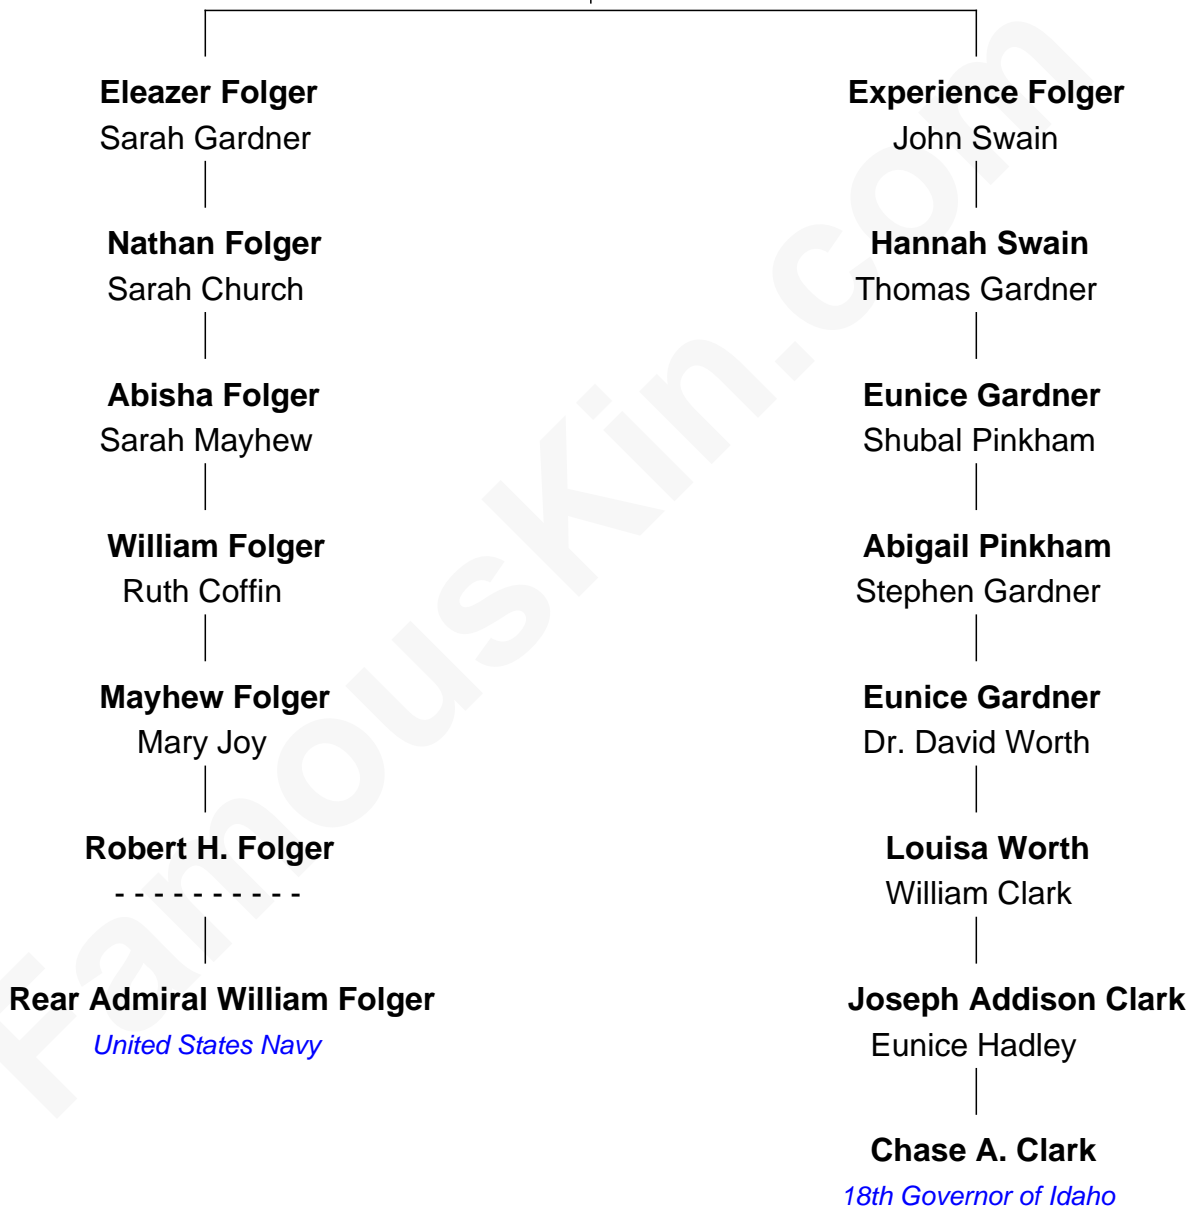 Eleazer Folger
Sarah Gardner
Experience Folger
John Swain
Nathan Folger
Sarah Church
Hannah Swain
Thomas Gardner
Abisha Folger
Sarah Mayhew
Eunice Gardner
Shubal Pinkham
William Folger
Ruth Coffin
Abigail Pinkham
Stephen Gardner
Mayhew Folger
Mary Joy
Eunice Gardner
Dr. David Worth
Robert H. Folger
- - - - - - - - - -
Louisa Worth
William Clark
Rear Admiral William Folger
United States Navy
Joseph Addison Clark
Eunice Hadley
Chase A. Clark
18th Governor of Idaho
FamousKin.com